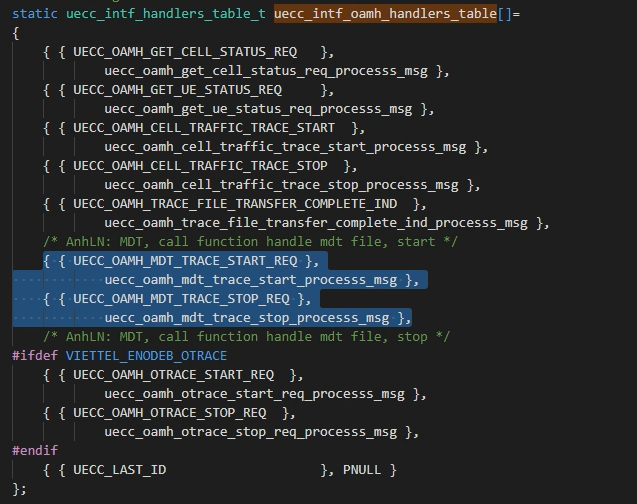 static uecc_intf_handlers_table_t uecc_intf_oamh_handlers_table[]=
{
{ { UECC_OAMH_GET_CELL_STATUS_REQ },
uecc_oamh_get_cell_status_req_processs_msg },
{ { UECC_OAMH_GET_UE_STATUS_REQ },
uecc_oamh_get_ue_status_req_processs_msg },
{ { UECC_OAMH_CELL_TRAFFIC_TRACE_START },
uecc_oamh_cell_traffic_trace_start_processs_msg },
{ { UECC_OAMH_CELL_TRAFFIC_TRACE_STOP },
uecc_oamh_cell_traffic_trace_stop_processs_msg },
{ { UECC_OAMH_TRACE_FILE_TRANSFER_COMPLETE_IND },
uecc_oamh_trace_file_transfer_complete_ind_processs_msg },
/* AnhLN: MDT, call function handle mdt file, start */
{ { UECC_OAMH_MDT_TRACE_START_REQ },
uecc_oamh_mdt_trace_start_processs_msg },
{ { UECC_OAMH_MDT_TRACE_STOP_REQ },
uecc_oamh_mdt_trace_stop_processs_msg },
/* AnhLN: MDT, call function handle mdt file, stop */
#ifdef VIETTEL_ENODEB_OTRACE
{ { UECC_OAMH_OTRACE_START_REQ },
uecc_oamh_otrace_start_req_processs_msg },
{ { UECC_OAMH_OTRACE_STOP_REQ },
uecc_oamh_otrace_stop_req_processs_msg },
#endif
{ { UECC_LAST_ID }, PNULL }
};